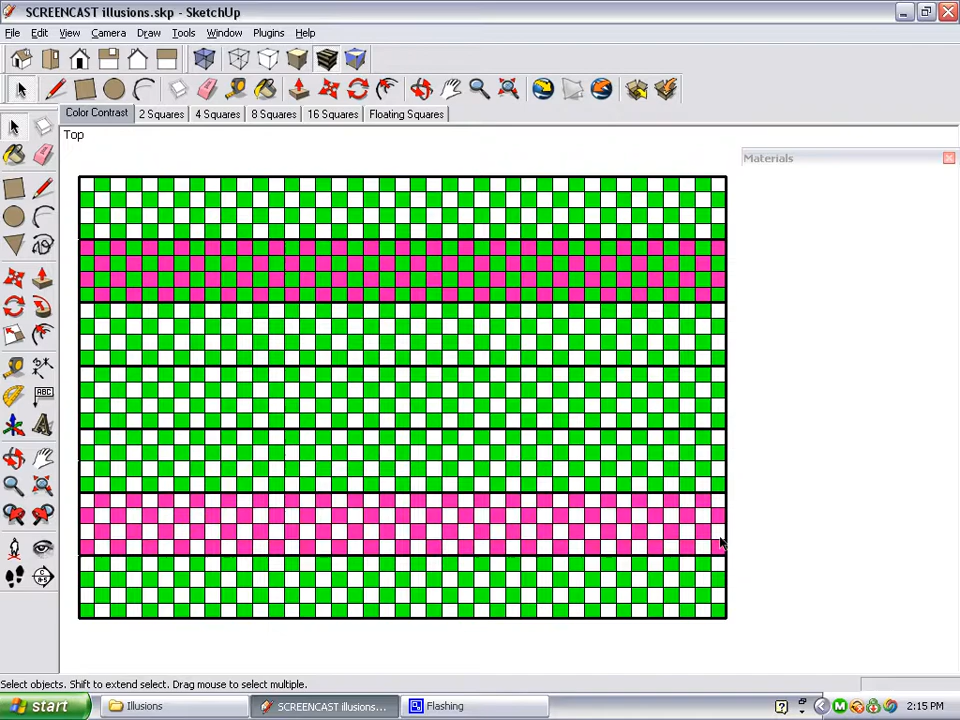 SCREENCAST illusions.skp - SketchUp
File Edit View Camera Draw Tools Window Plugins Help
Color Contrast 2 Squares 4 Squares 8 Squares 16 Squares Floating Squares
Top
Materials
ABC
Select objects. Shift to extend select. Drag mouse to select multiple.
start Illusions SKETCHUP illusions... Flashing 2:15 PM